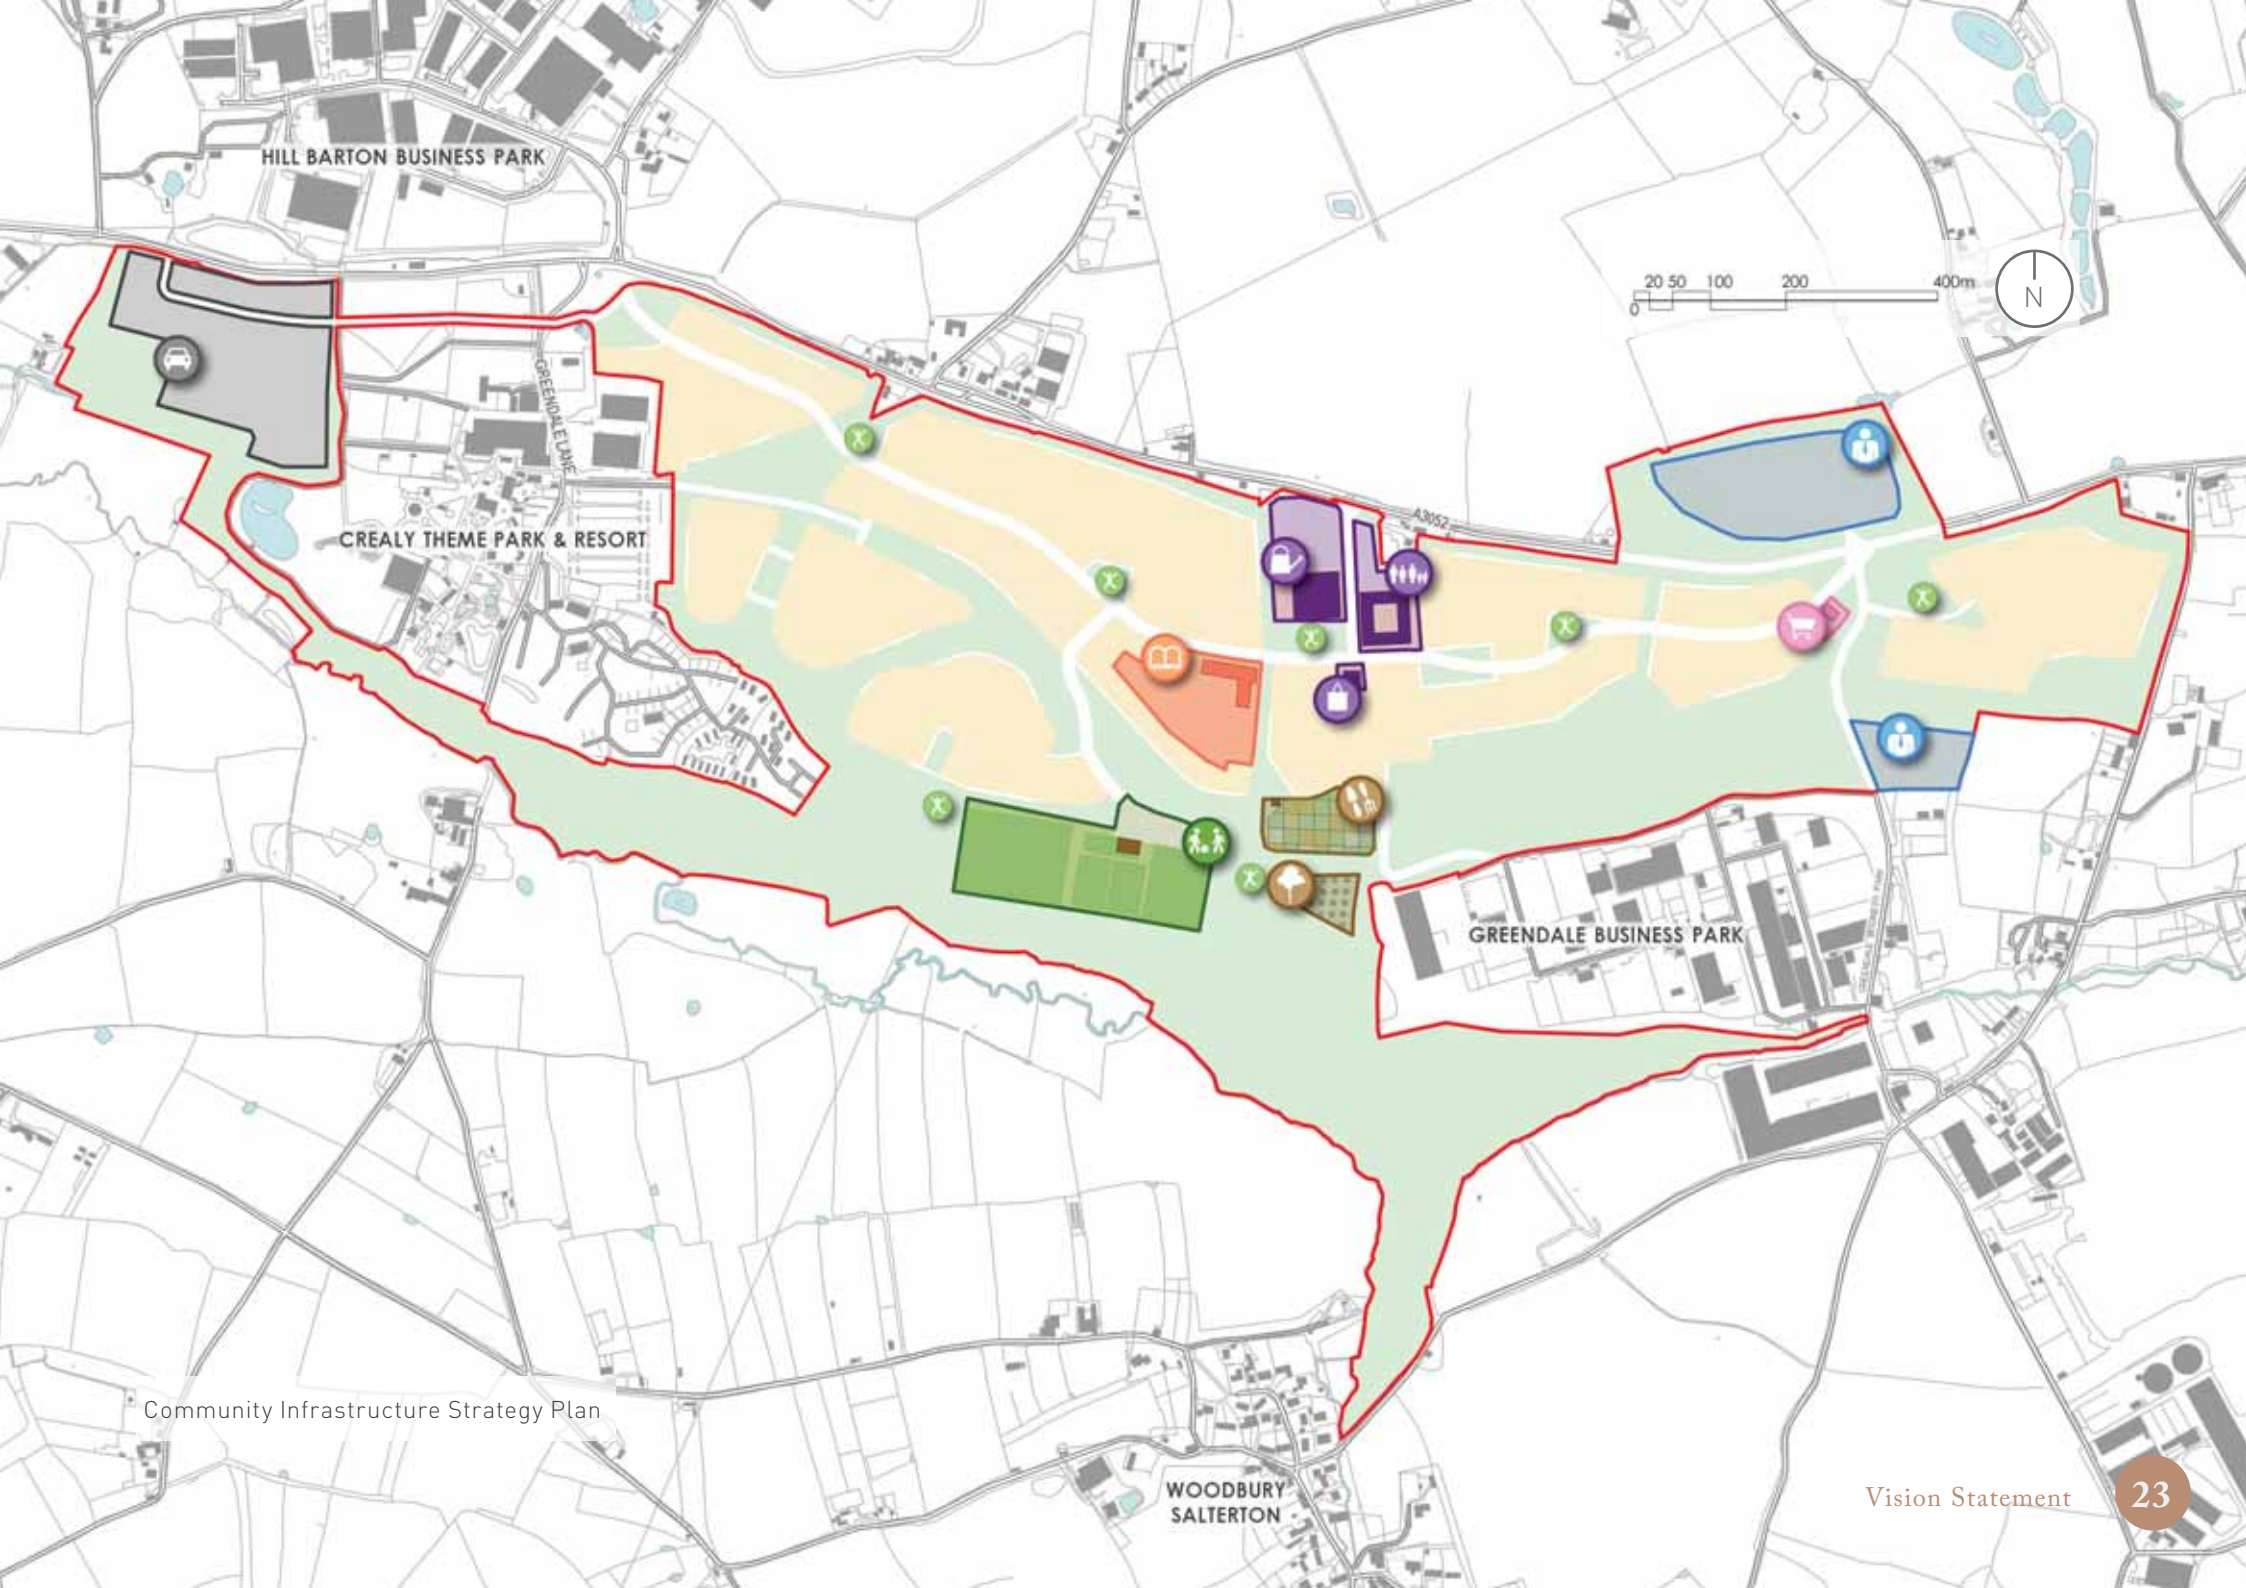 HILL BARTON BUSINESS PARK
20 50 100 200 400m
0
N
GREENDALE LANE
A3052
CREALY THEME PARK & RESORT
GREENDALE BUSINESS PARK
Community Infrastructure Strategy Plan
WOODBURY
SALTERTON
Vision Statement 23